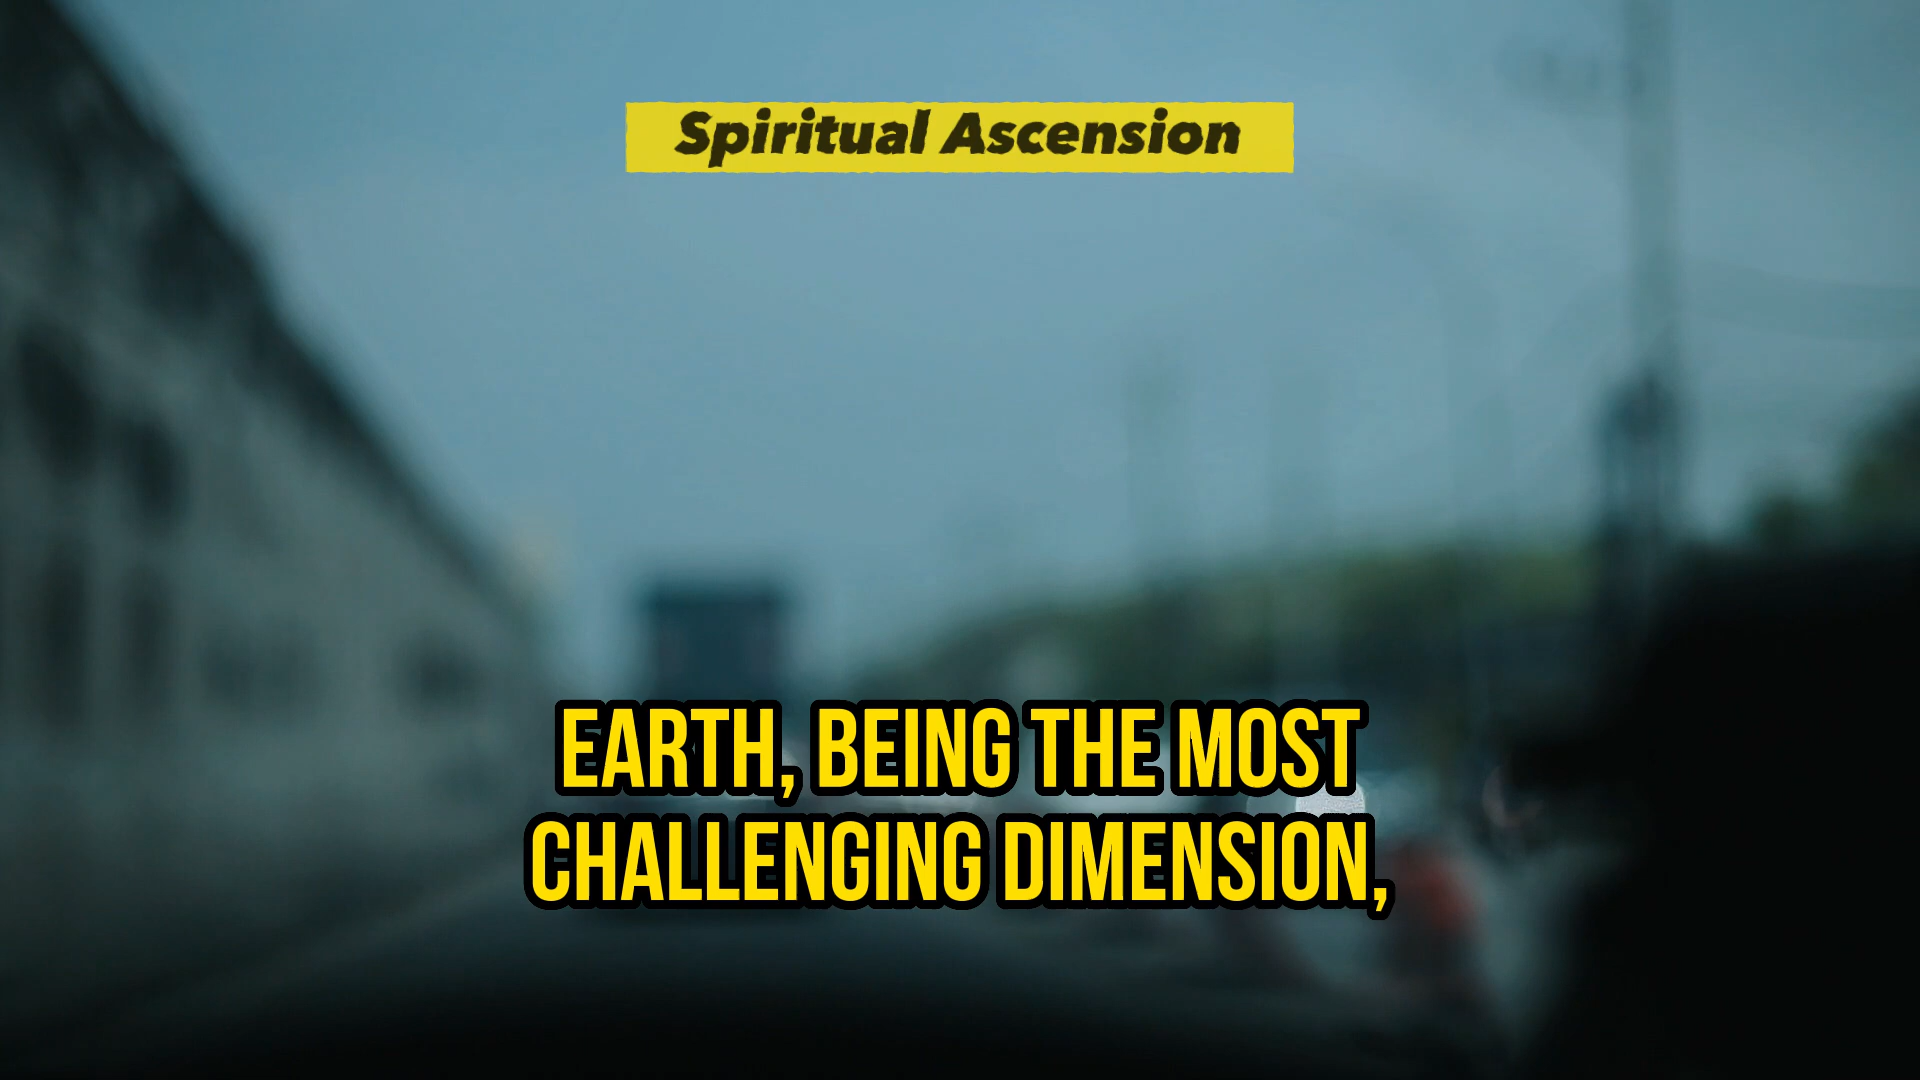 Spiritual Ascension
EARTH, BEING THE MOST
CHALLENGING DIMENSION,